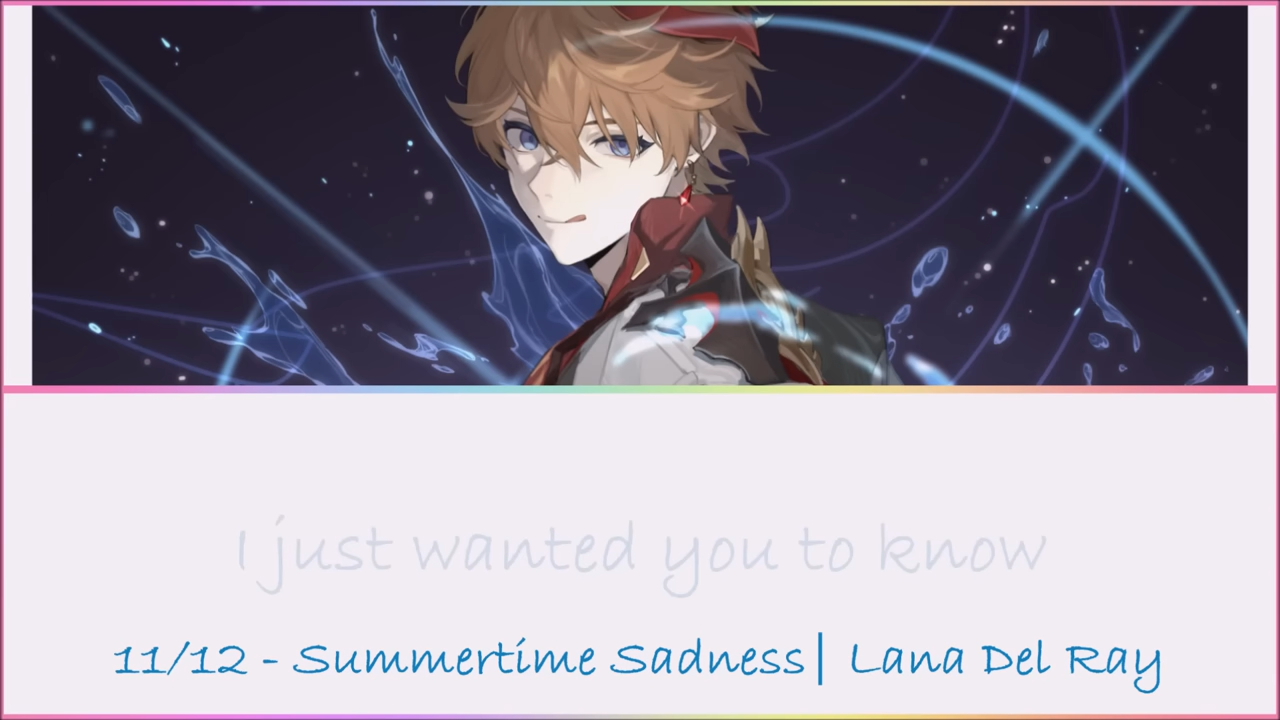 I just wanted you to know
11/12 - Summertime Sadness| Lana Del Ray